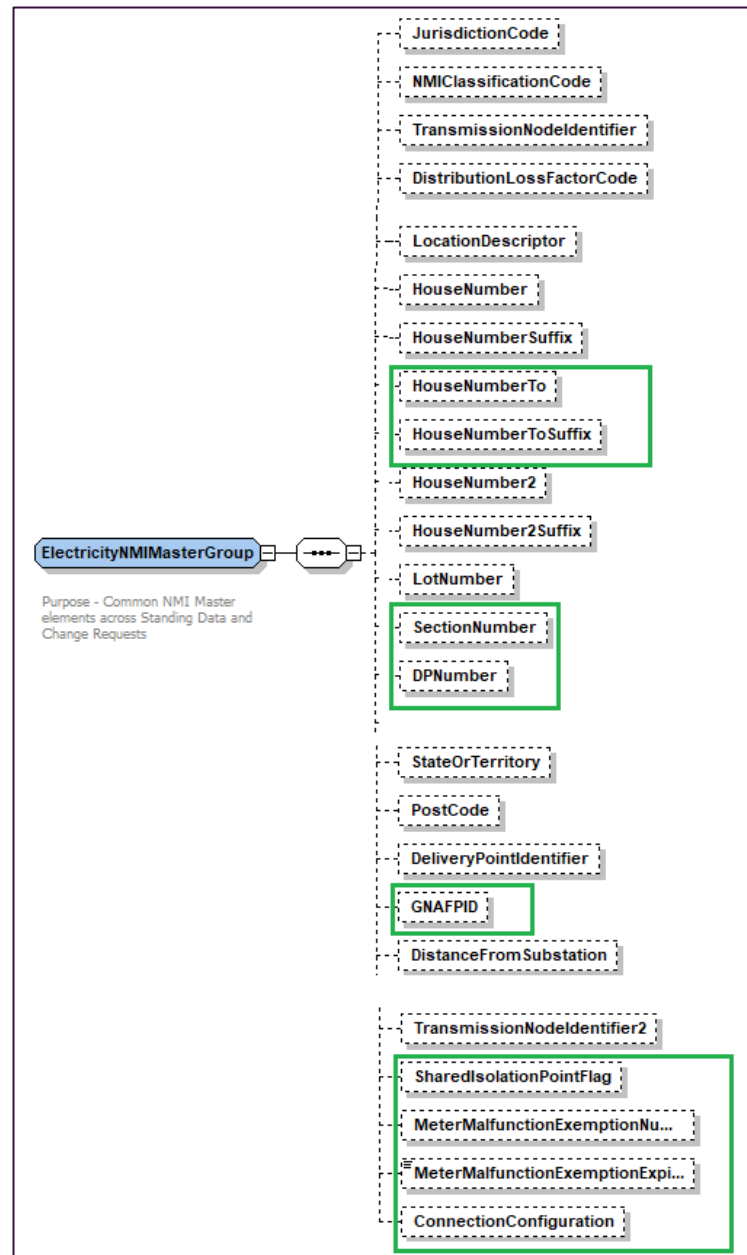 JurisdictionCode
NMIClassificationCode
TransmissionNodeIdentifier
DistributionLossFactorCode
LocationDescriptor
HouseNumber
HouseNumberSuffix
HouseNumberTo
HouseNumberToSuffix
HouseNumber2
HouseNumber2Suffix
ElectricityNMIMasterGroup
LotNumber
Purpose - Common NMI Master
elements across Standing Data and
Change Requests
SectionNumber
DPNumber
StateOrTerritory
PostCode
DeliveryPointIdentifier
GNAFPID
DistanceFromSubstation
TransmissionNodeIdentifier2
SharedIsolationPointFlag
MeterMalfunctionExemptionNu...
MeterMalfunctionExemptionExpi...
ConnectionConfiguration